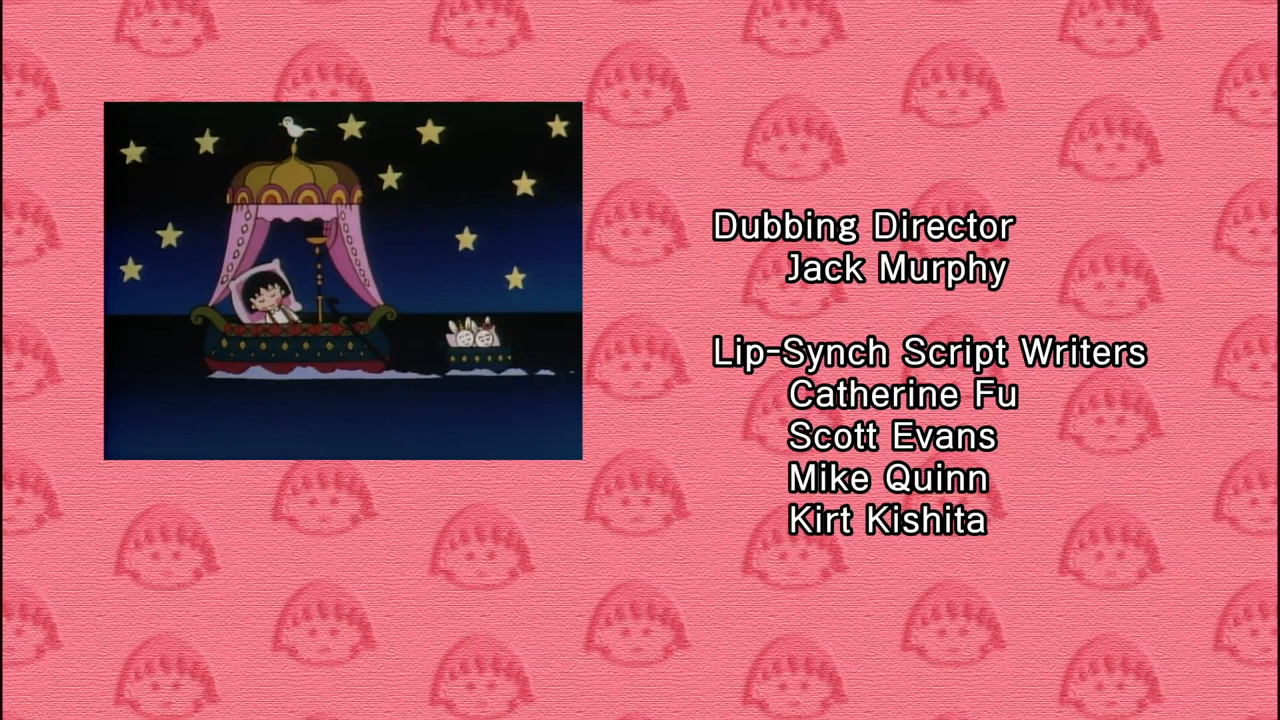 Dubbing Director
Jack Murphy
Lip-Synch Script Writers
Catherine Fu
Scott Evans
Mike Quinn
Kirt Kishita